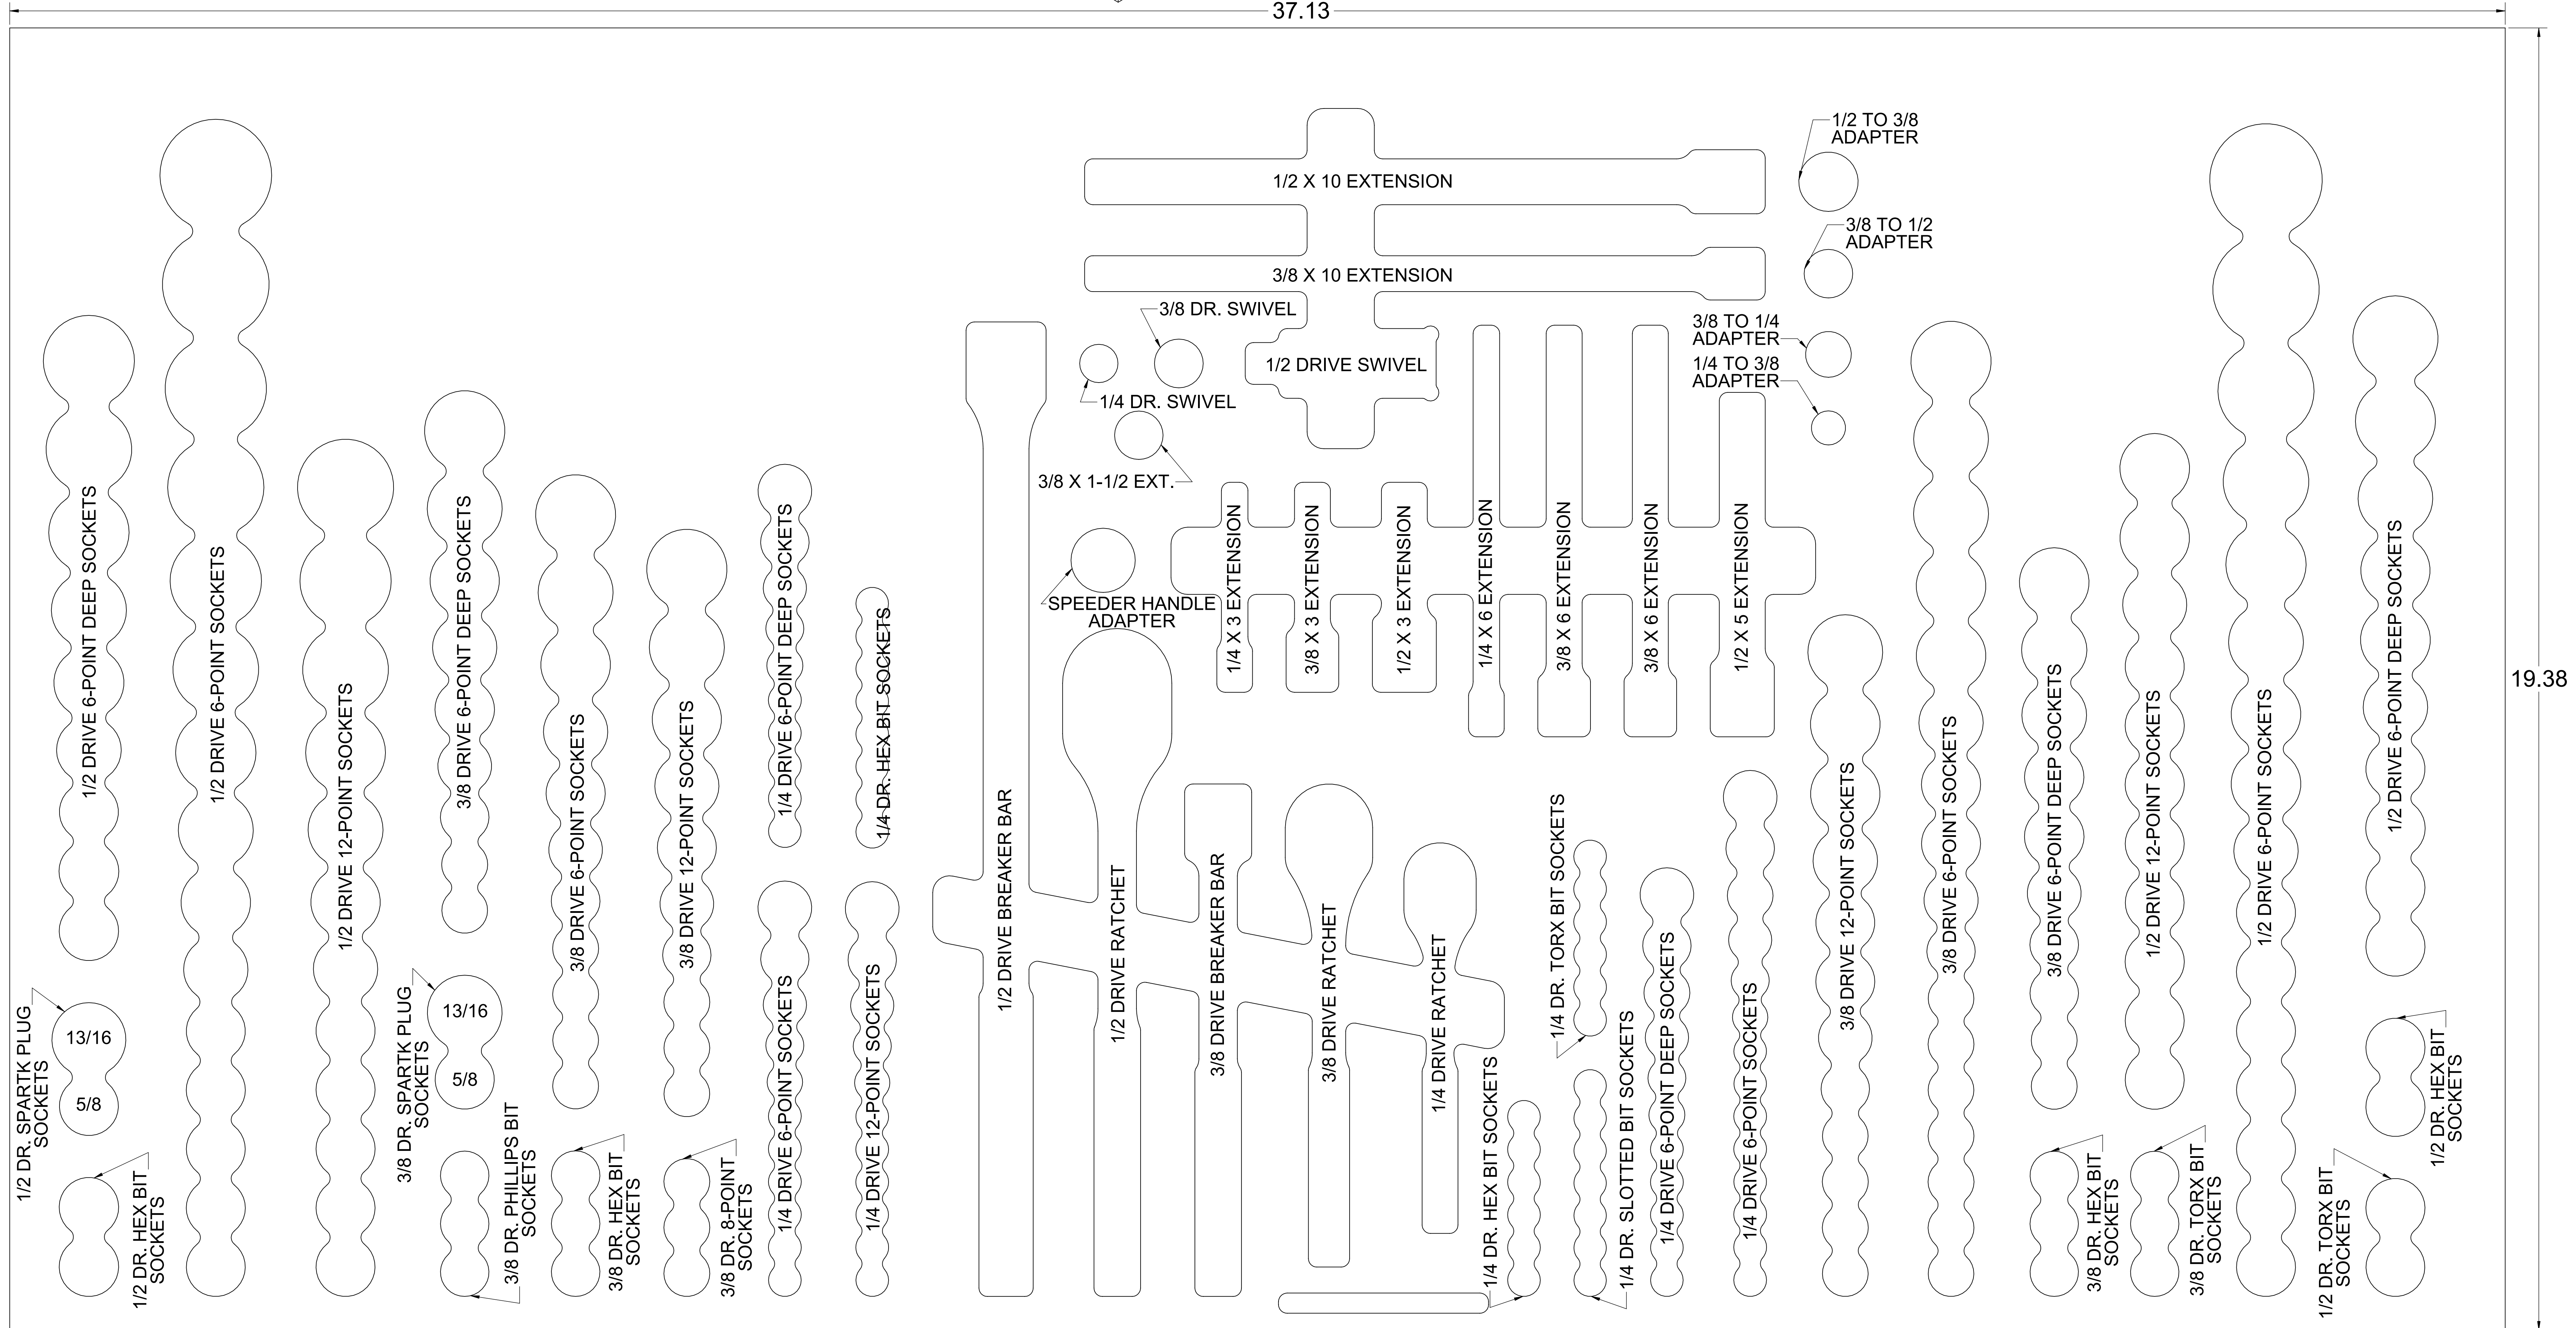 37.13
19.38
1/2 TO 3/8
ADAPTER
1/2 X 10 EXTENSION
3/8 TO 1/2
ADAPTER
3/8 X 10 EXTENSION
3/8 DR. SWIVEL
3/8 TO 1/4
ADAPTER
1/2 DRIVE SWIVEL
1/4 TO 3/8
ADAPTER
1/4 DR. SWIVEL
3/8 X 1-1/2 EXT.
SPEEDER HANDLE
ADAPTER
1/4 X 3 EXTENSION
3/8 X 3 EXTENSION
1/2 X 3 EXTENSION
1/4 X 6 EXTENSION
3/8 X 6 EXTENSION
3/8 X 6 EXTENSION
1/2 X 5 EXTENSION
1/2 DRIVE 6-POINT DEEP SOCKETS
1/2 DRIVE 6-POINT SOCKETS
1/2 DRIVE 12-POINT SOCKETS
3/8 DRIVE 6-POINT DEEP SOCKETS
3/8 DRIVE 6-POINT SOCKETS
3/8 DRIVE 12-POINT SOCKETS
1/4 DRIVE 6-POINT DEEP SOCKETS
1/4 DR. HEX BIT SOCKETS
1/2 DR. SPARTK PLUG
SOCKETS
13/16
5/8
1/2 DR. HEX BIT
SOCKETS
3/8 DR. SPARTK PLUG
SOCKETS
13/16
5/8
3/8 DR. PHILLIPS BIT
SOCKETS
3/8 DR. HEX BIT
SOCKETS
3/8 DR. 8-POINT
SOCKETS
1/4 DRIVE 6-POINT SOCKETS
1/4 DRIVE 12-POINT SOCKETS
1/2 DRIVE BREAKER BAR
1/2 DRIVE RATCHET
3/8 DRIVE BREAKER BAR
3/8 DRIVE RATCHET
1/4 DRIVE RATCHET
1/4 DR. HEX BIT SOCKETS
1/4 DR. TORX BIT SOCKETS
1/4 DR. SLOTTED BIT SOCKETS
1/4 DRIVE 6-POINT DEEP SOCKETS
1/4 DRIVE 6-POINT SOCKETS
3/8 DRIVE 12-POINT SOCKETS
3/8 DRIVE 6-POINT SOCKETS
3/8 DRIVE 6-POINT DEEP SOCKETS
1/2 DRIVE 12-POINT SOCKETS
1/2 DRIVE 6-POINT SOCKETS
1/2 DRIVE 6-POINT DEEP SOCKETS
3/8 DR. HEX BIT
SOCKETS
3/8 DR. TORX BIT
SOCKETS
1/2 DR. TORX BIT
SOCKETS
1/2 DR. HEX BIT
SOCKETS